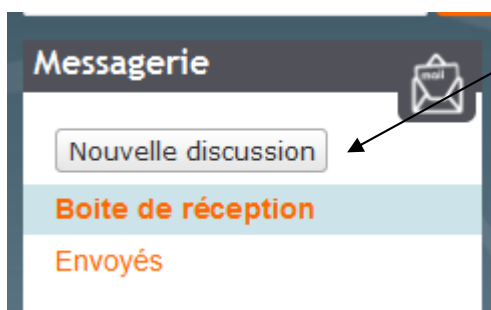 Messagerie
mail
Nouvelle discussion
Boite de réception
Envoyés